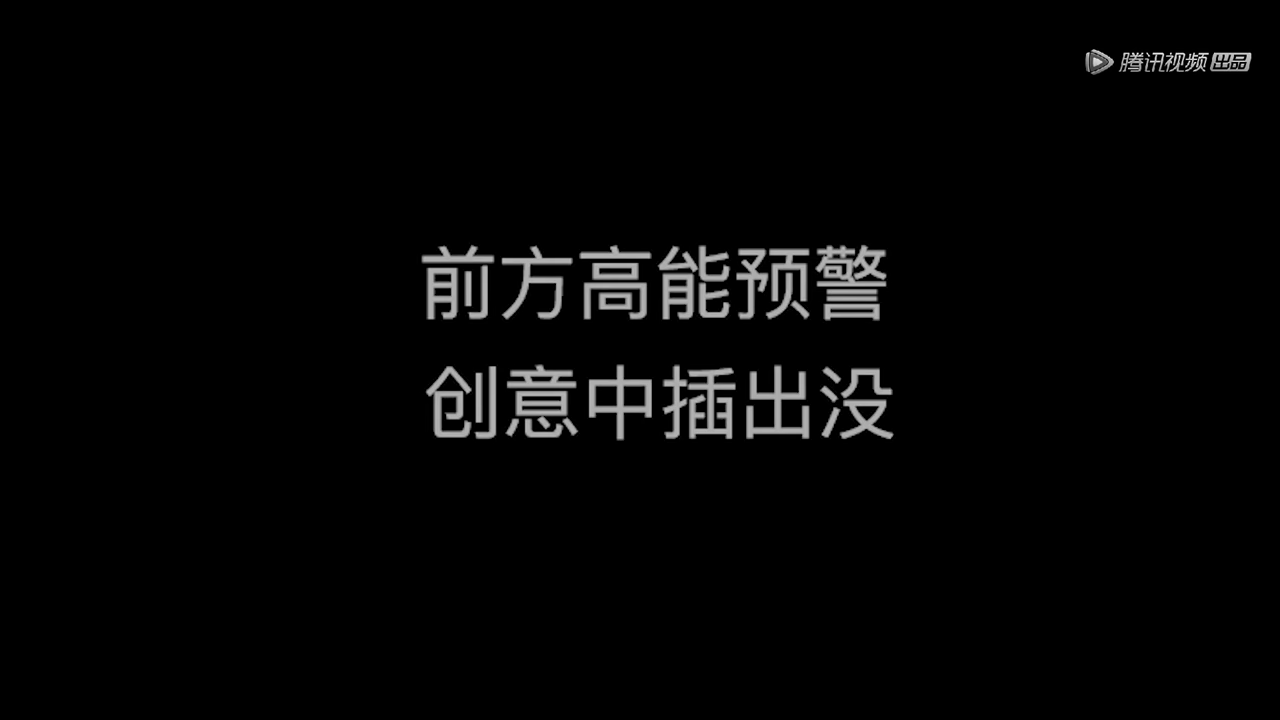 腾讯视频 出品
前方高能预警
创意中插出没